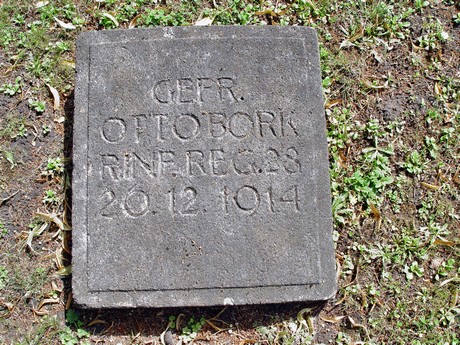 GEFR.
OTTO BORK
R.INF.REG.28
20.12.1914